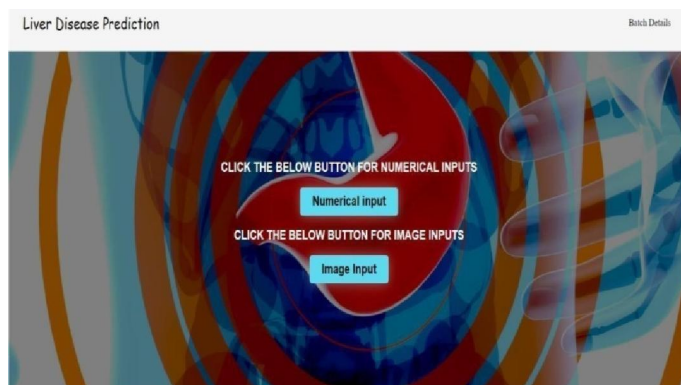 Liver Disease Prediction
Batch Details
CLICK THE BELOW BUTTON FOR NUMERICAL INPUTS
Numerical input
CLICK THE BELOW BUTTON FOR IMAGE INPUTS
Image Input